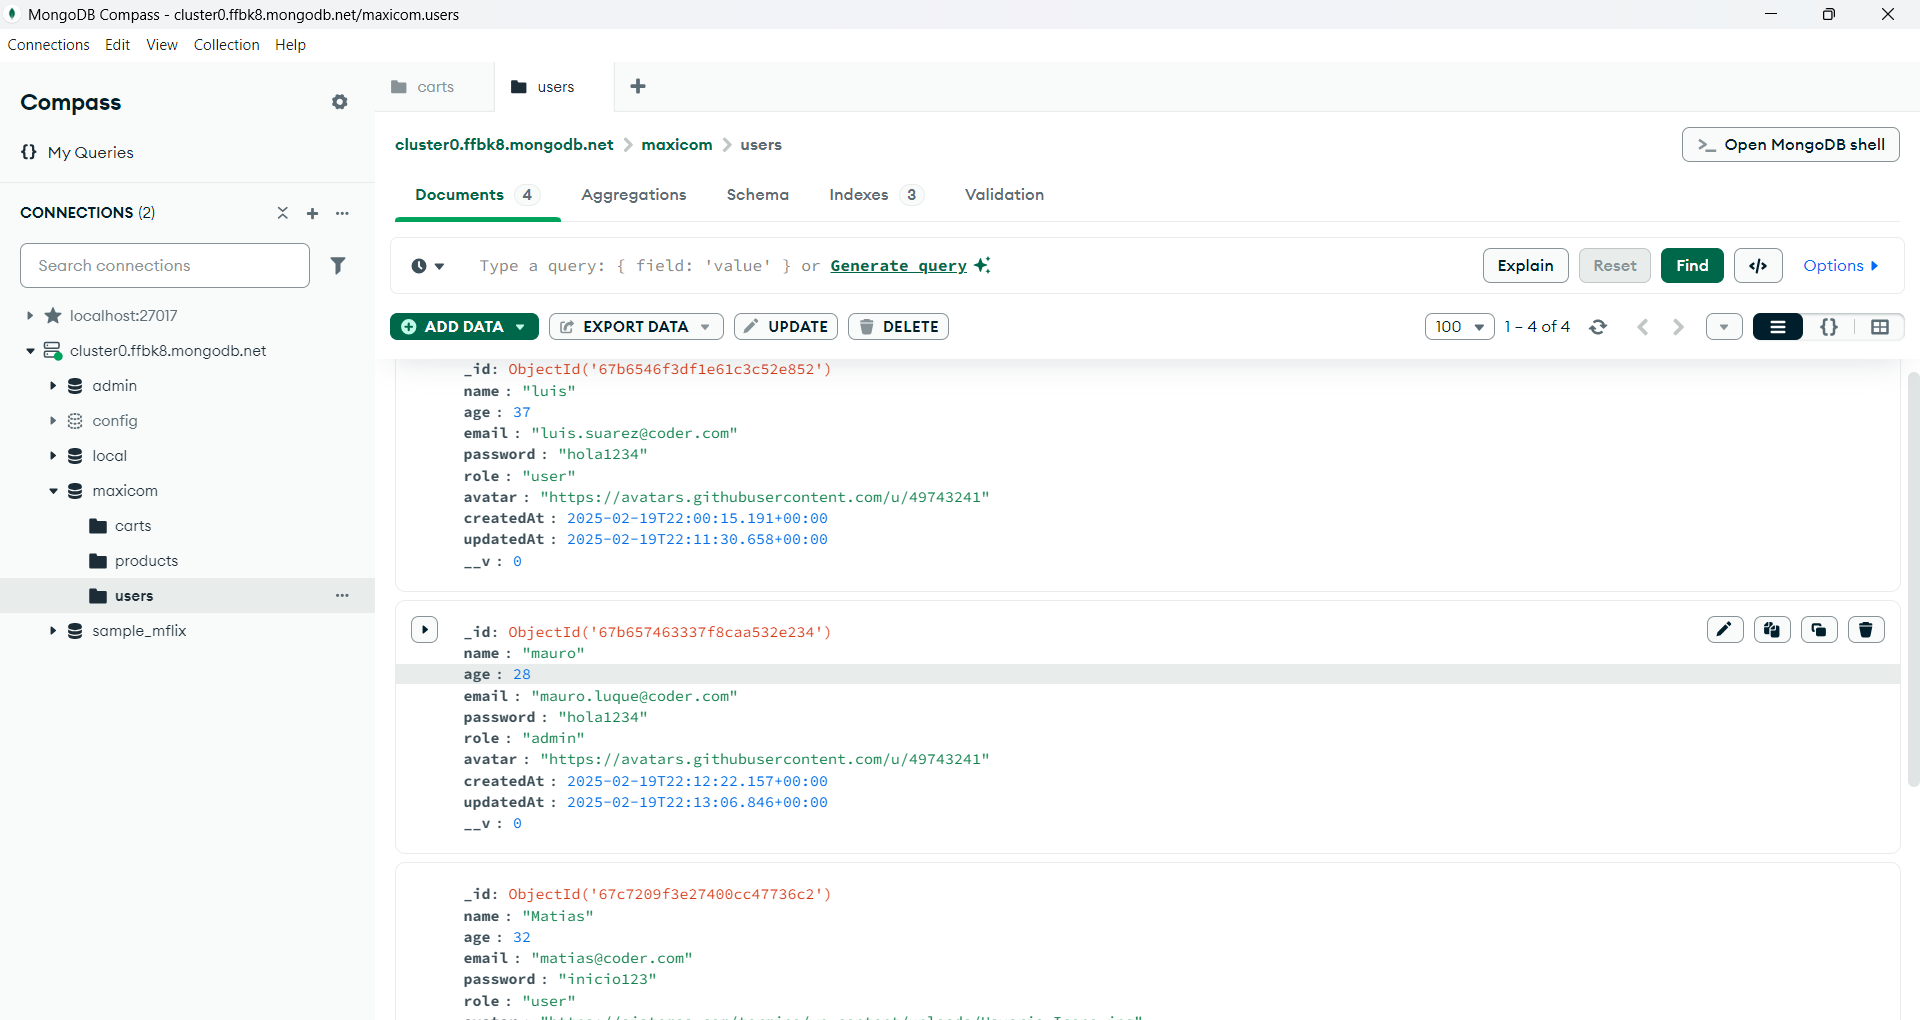 MongoDB Compass - cluster0.ffbk8.mongodb.net/maxicom.users
Connections Edit View Collection Help
Compass
{} My Queries
CONNECTIONS (2)
Search connections
localhost:27017
cluster0.ffbk8.mongodb.net
admin
config
local
maxicom
carts
products
users
sample_mflix
carts
users
cluster0.ffbk8.mongodb.net > maxicom > users
>_ Open MongoDB shell
Documents 4 Aggregations Schema Indexes 3 Validation
Type a query: { field: 'value' } or Generate query
Explain Reset Find </> Options
ADD DATA EXPORT DATA UPDATE DELETE
100 1 – 4 of 4 {}
_id: ObjectId('67b6546f3df1e61c3c52e852')
name : "luis"
age : 37
email : "luis.suarez@coder.com"
password : "hola1234"
role : "user"
avatar : "https://avatars.githubusercontent.com/u/49743241"
createdAt : 2025-02-19T22:00:15.191+00:00
updatedAt : 2025-02-19T22:11:30.658+00:00
__v : 0
_id: ObjectId('67b657463337f8caa532e234')
name : "mauro"
age : 28
email : "mauro.luque@coder.com"
password : "hola1234"
role : "admin"
avatar : "https://avatars.githubusercontent.com/u/49743241"
createdAt : 2025-02-19T22:12:22.157+00:00
updatedAt : 2025-02-19T22:13:06.846+00:00
__v : 0
_id: ObjectId('67c7209f3e27400cc47736c2')
name : "Matias"
age : 32
email : "matias@coder.com"
password : "inicio123"
role : "user"